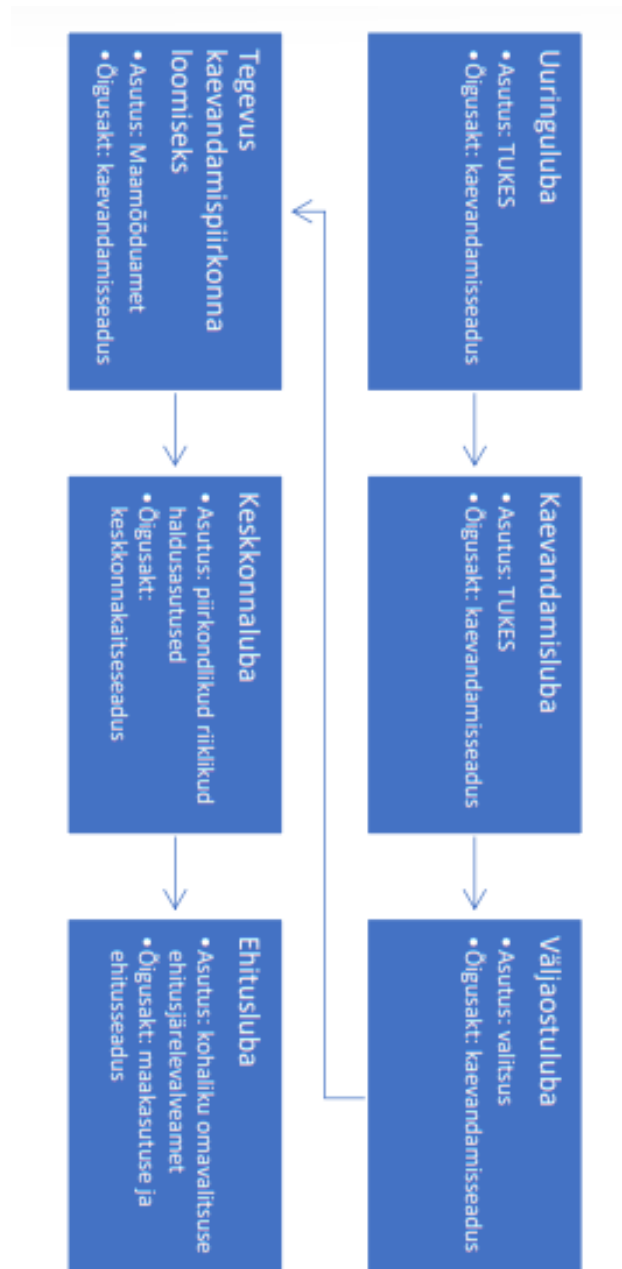 Uuringuluba
• Asutus: TUKES
• Õigusakt: kaevandamisseadus
Kaevandamisluba
• Asutus: TUKES
• Õigusakt: kaevandamisseadus
Väljaostuluba
• Asutus: valitsus
• Õigusakt: kaevandamisseadus
Tegevus
kaevandamispiirkonna
loomiseks
• Asutus: Maamõõduamet
• Õigusakt: kaevandamisseadus
Keskkonnaluba
• Asutus: piirkondlikud riiklikud
haldusasutused
• Õigusakt:
keskkonnakaitseseadus
Ehitusluba
• Asutus: kohaliku omavalitsuse
ehitusjärelevalveamet
• Õigusakt: maakasutuse ja
ehitusseadus